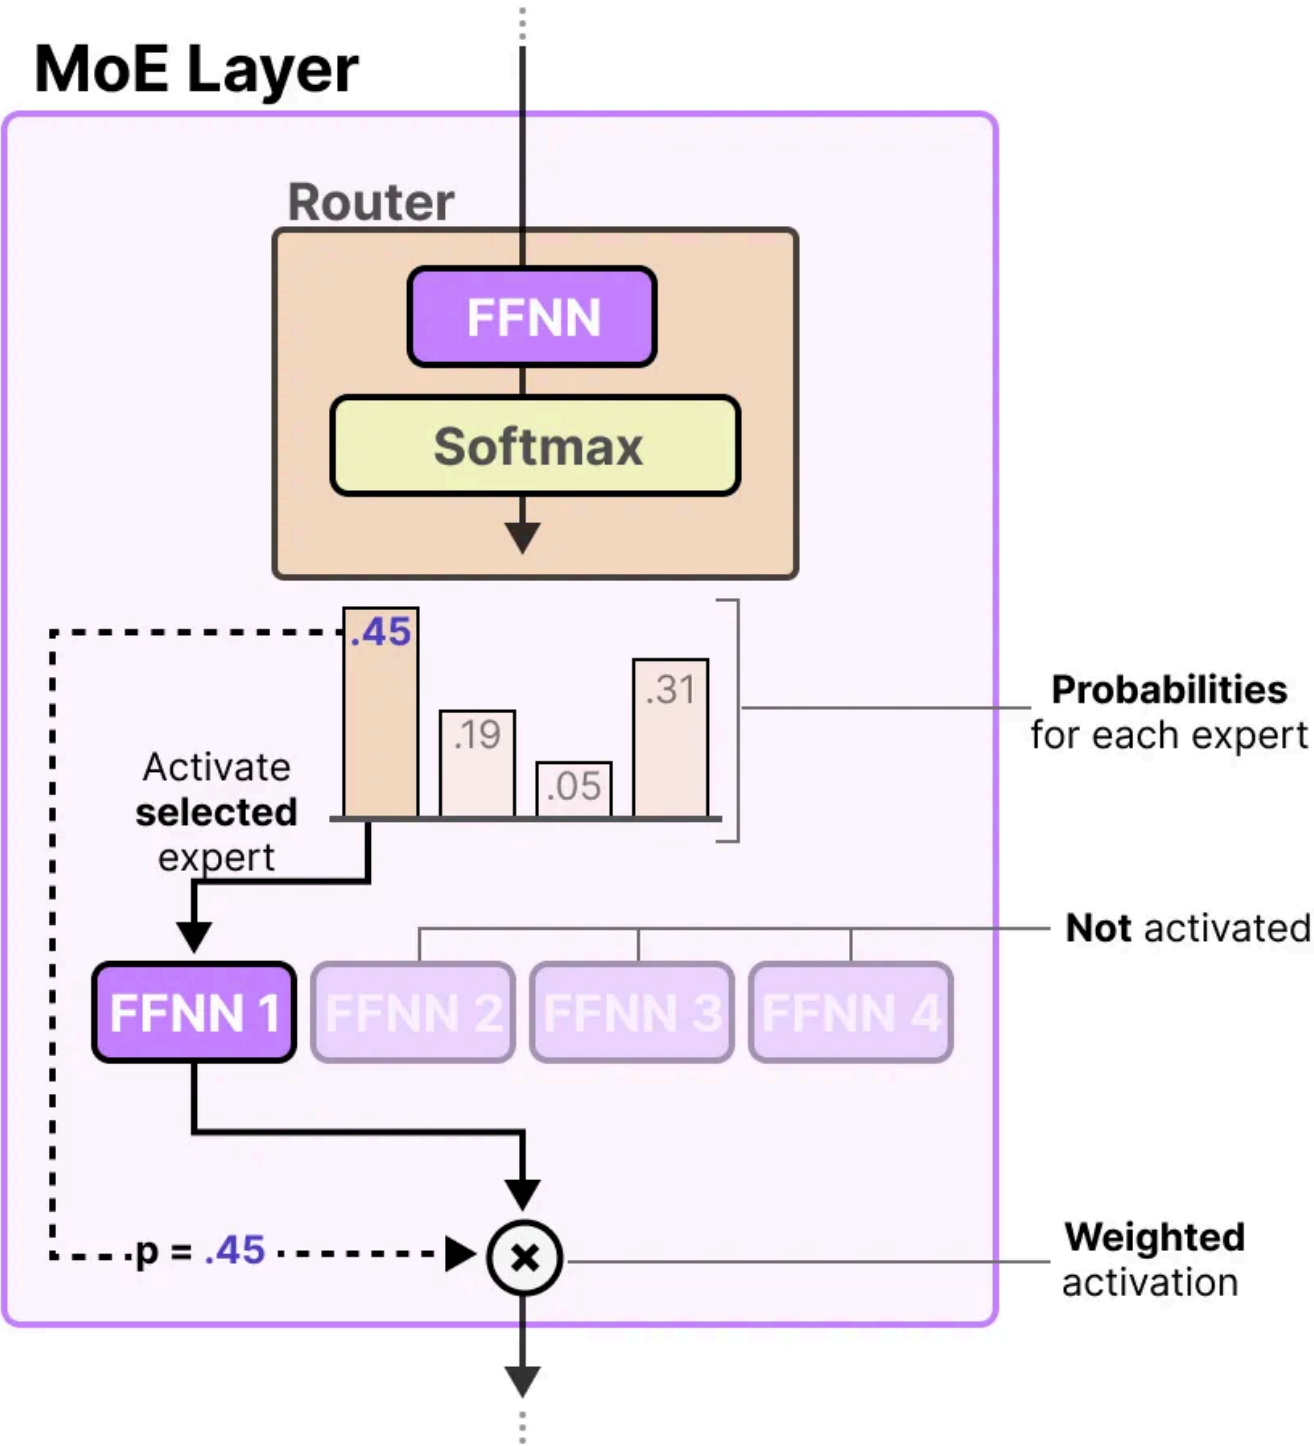 MoE Layer
Router
FFNN
Softmax
.45
.19
.05
.31
Probabilities
for each expert
Activate
selected
expert
Not activated
FFNN 1
FFNN 2
FFNN 3
FFNN 4
p = .45
Weighted
activation